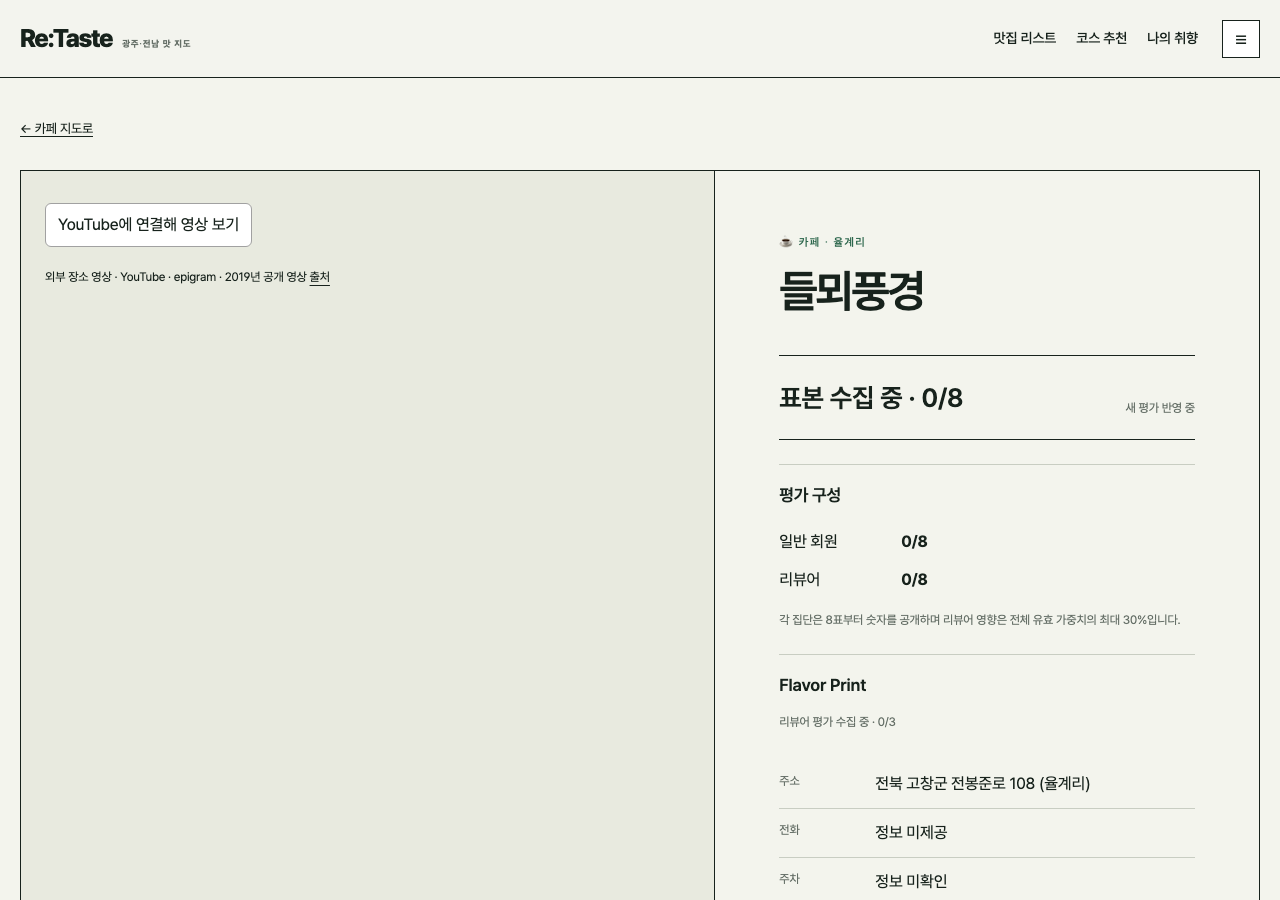 Re:Taste 광주·전남 맛 지도
맛집 리스트 코스 추천 나의 취향
← 카페 지도로
YouTube에 연결해 영상 보기
외부 장소 영상 · YouTube · epigram · 2019년 공개 영상 출처
카페 · 율계리
들뫼풍경
표본 수집 중 · 0/8
새 평가 반영 중
평가 구성
일반 회원 0/8
리뷰어 0/8
각 집단은 8표부터 숫자를 공개하며 리뷰어 영향은 전체 유효 가중치의 최대 30%입니다.
Flavor Print
리뷰어 평가 수집 중 · 0/3
주소 전북 고창군 전봉준로 108 (율계리)
전화 정보 미제공
주차 정보 미확인